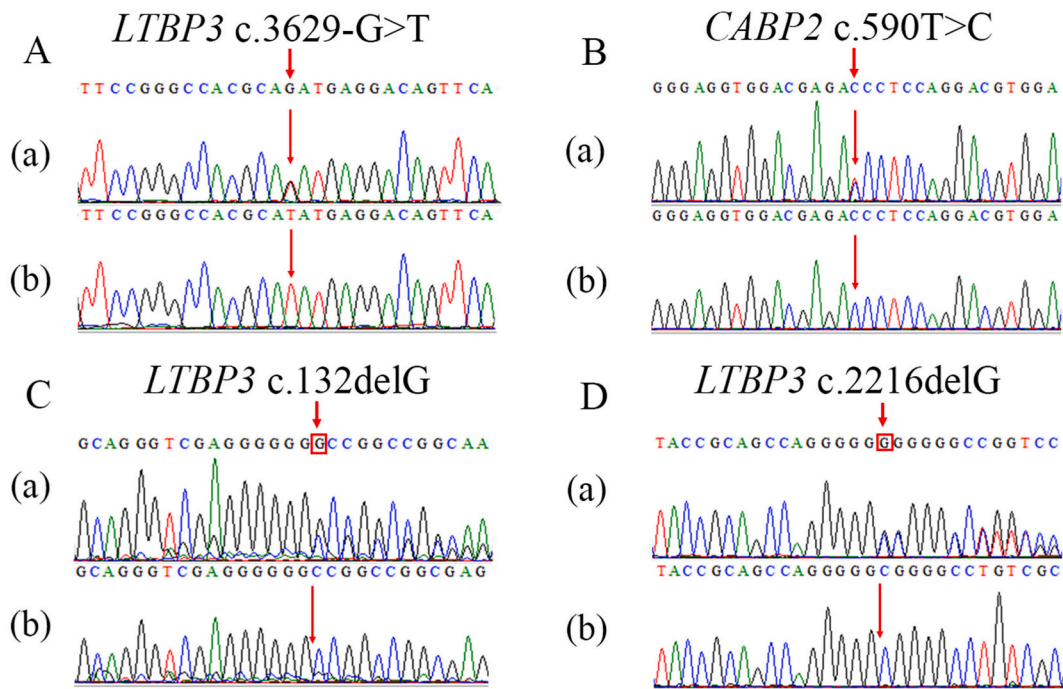 A
LTBP3 c.3629-G>T
TTCCGGGCCACGCAGATGAGGACAGTTCA
(a)
TTCCGGGCCACGCATATGAGGACAGTTCA
(b)
B
CABP2 c.590T>C
GGGAGGTGGACGAGACCCTCCAGGACGTGGA
(a)
GGGAGGTGGACGAGACCCTCCAGGACGTGGA
(b)
C
LTBP3 c.132delG
GCAGGGTCGAGGGGGGGCCGGCCGGCAA
(a)
GCAGGGTCGAGGGGGGCCGGCCGGCGAG
(b)
D
LTBP3 c.2216delG
TACCGCAGCCAGGGGGGGGGGGCCGGTCC
(a)
TACCGCAGCCAGGGGGCGGGGCCTGTCGC
(b)